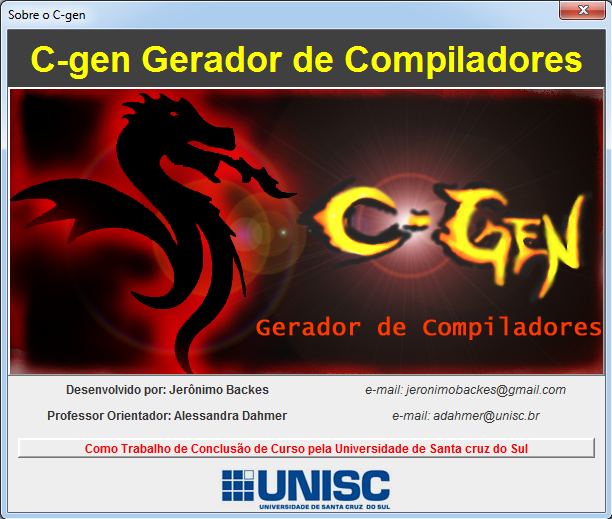 Sobre o C-gen
C-gen Gerador de Compiladores
C-GEN
Gerador de Compiladores
Desenvolvido por: Jerônimo Backes
e-mail: jeronimobackes@gmail.com
Professor Orientador: Alessandra Dahmer
e-mail: adahmer@unisc.br
Como Trabalho de Conclusão de Curso pela Universidade de Santa cruz do Sul
UNISC
UNIVERSIDADE DE SANTA CRUZ DO SUL